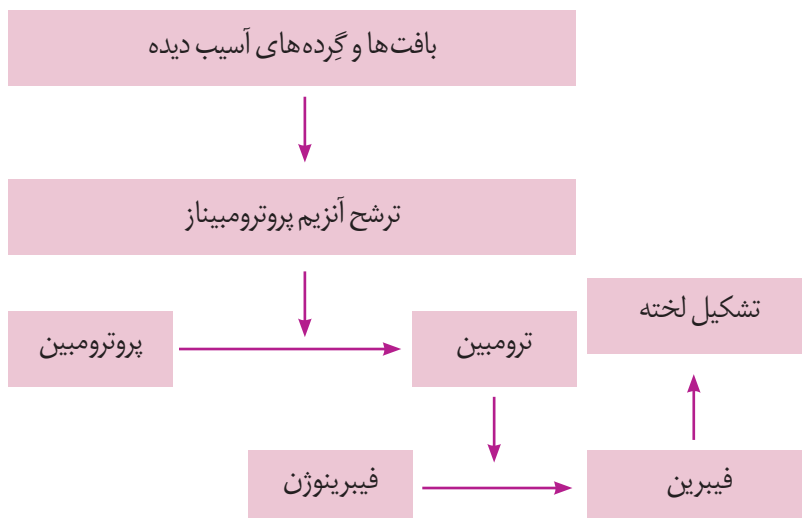 بافت‌ها و گِرده‌های آسیب دیده
ترشح آنزیم پروترومبیناز
پروترومبین
ترومبین
تشکیل لخته
فیبرینوژن
فیبرین